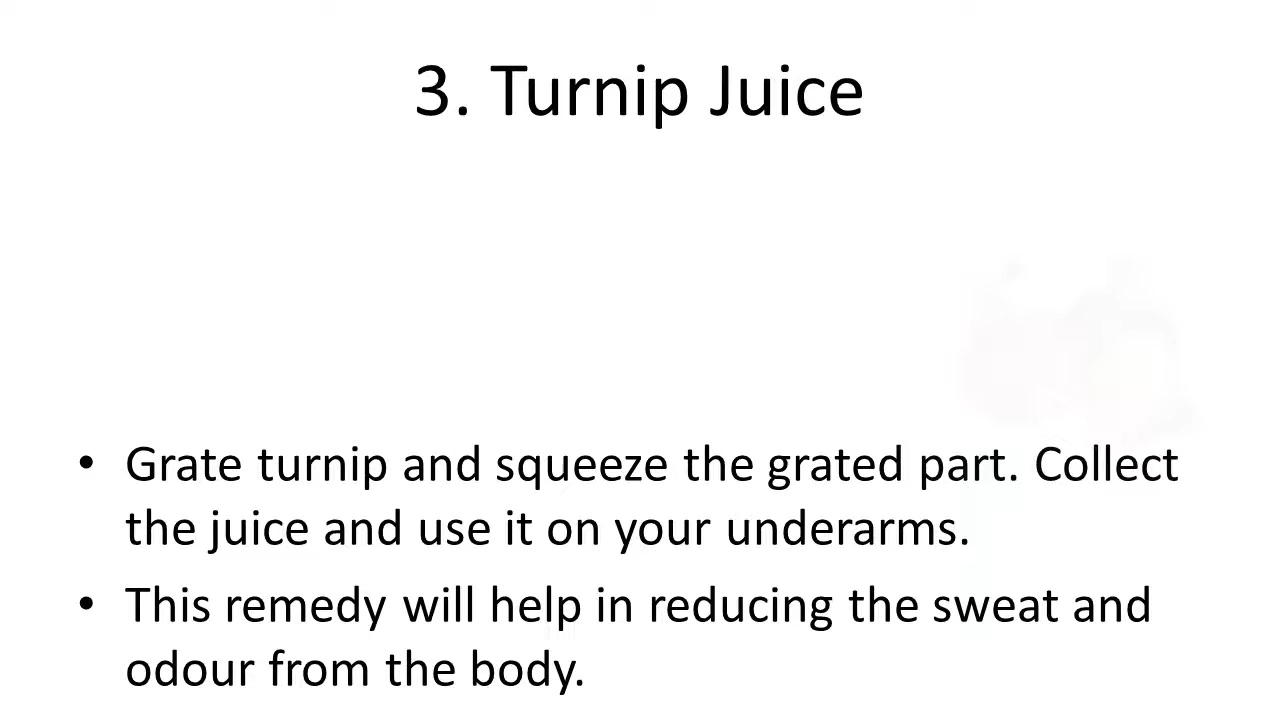 3. Turnip Juice
• Grate turnip and squeeze the grated part. Collect
the juice and use it on your underarms.
• This remedy will help in reducing the sweat and
odour from the body.